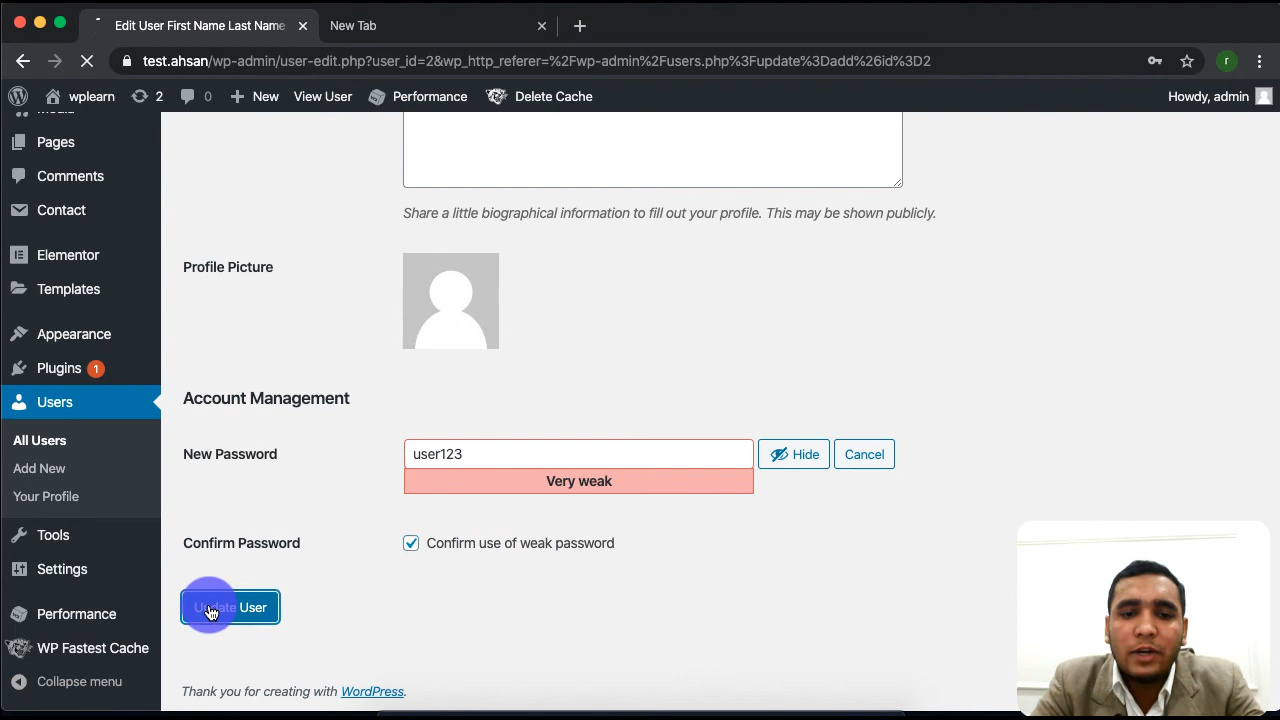 Edit User First Name Last Name
New Tab
test.ahsan/wp-admin/user-edit.php?user_id=2&wp_http_referer=%2Fwp-admin%2Fusers.php%3Fupdate%3Dadd%26id%3D2
r
wplearn
2
0
New
View User
Performance
Delete Cache
Howdy, admin
Pages
Comments
Contact
Elementor
Templates
Appearance
Plugins 1
Users
All Users
Add New
Your Profile
Tools
Settings
Performance
WP Fastest Cache
Collapse menu
Share a little biographical information to fill out your profile. This may be shown publicly.
Profile Picture
Account Management
New Password
user123
Hide
Cancel
Very weak
Confirm Password
Confirm use of weak password
Update User
Thank you for creating with WordPress.